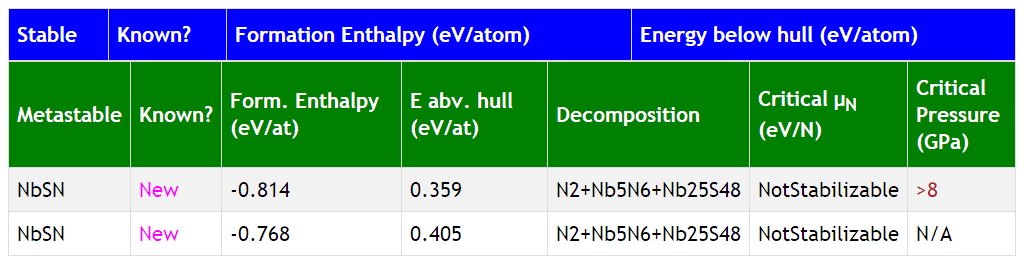 Stable Known? Formation Enthalpy (eV/atom) Energy below hull (eV/atom)
Metastable Known? Form. Enthalpy (eV/at) E abv. hull (eV/at) Decomposition Critical μN (eV/N) Critical Pressure (GPa)
NbSN New -0.814 0.359 N2+Nb5N6+Nb25S48 NotStabilizable >8
NbSN New -0.768 0.405 N2+Nb5N6+Nb25S48 NotStabilizable N/A